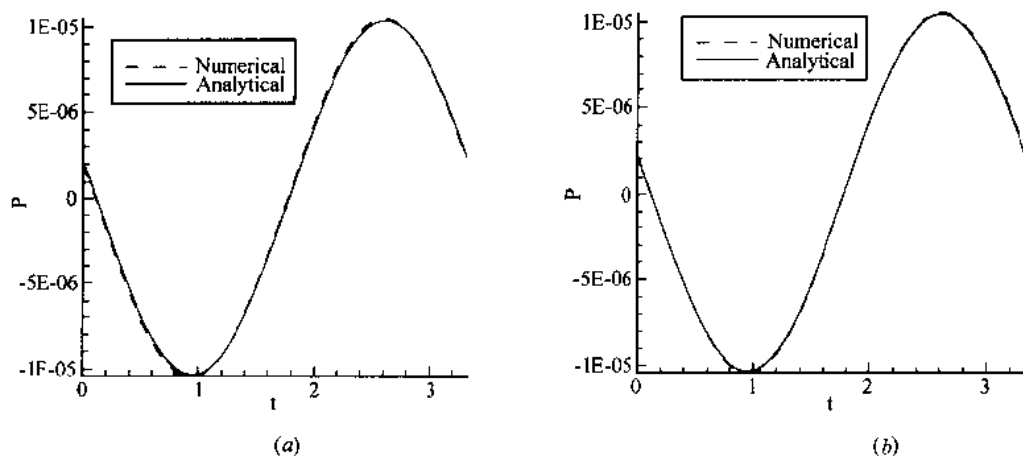 1E-05
Numerical
Analytical
5E-06
P
0
-5E-06
-1F-05
0
1
2
3
t
(a)
1E-05
Numerical
Analytical
5E-06
P
0
-5E-06
-1E-05
0
1
2
3
t
(b)